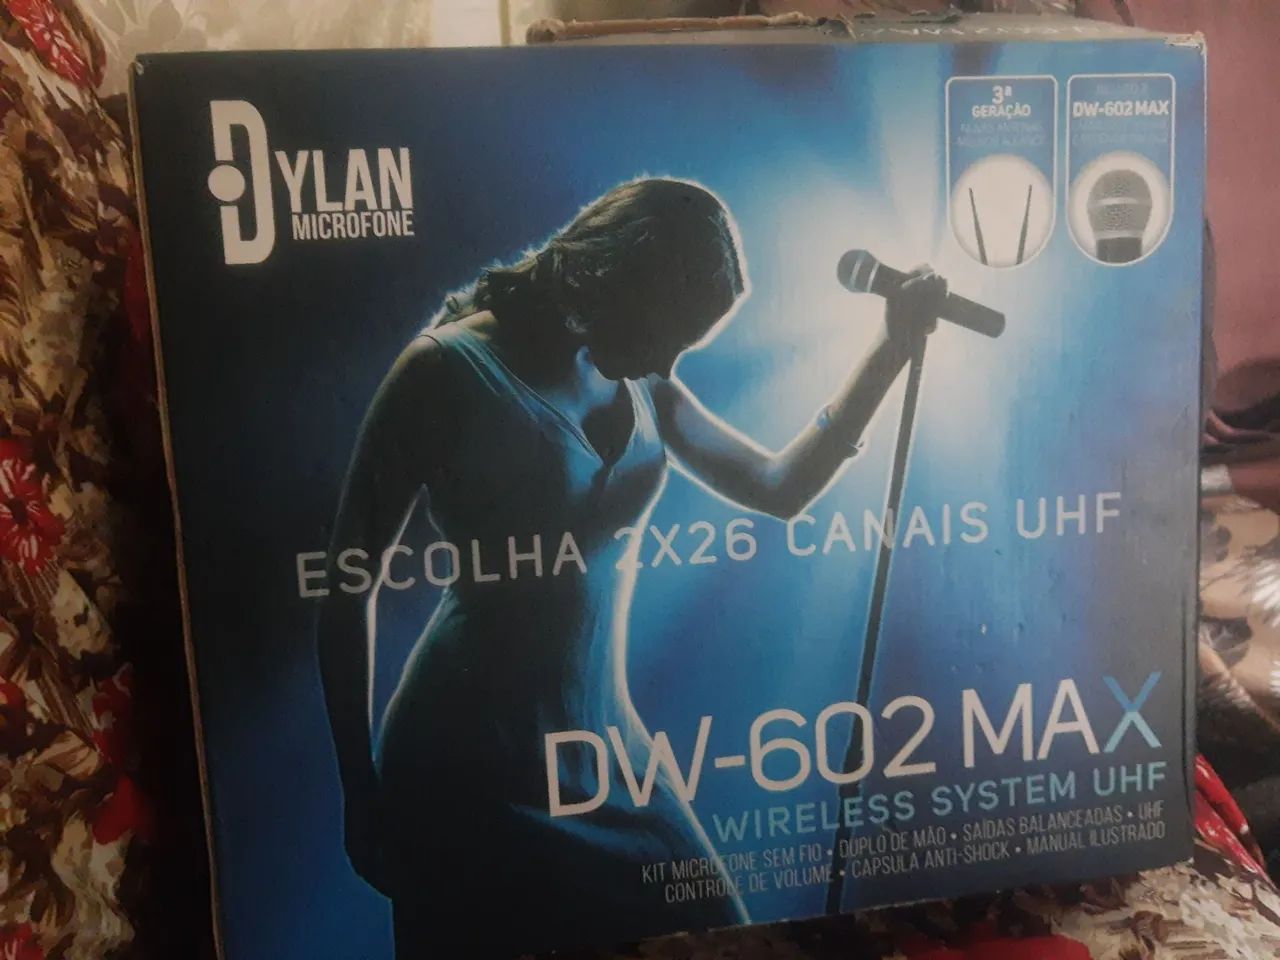 DYLAN
MICROFONE
3ª
GERAÇÃO
DW-602 MAX
ESCOLHA 2X26 CANAIS UHF
DW-602 MAX
WIRELESS SYSTEM UHF
KIT MICROFONE SEM FIO • DUPLO DE MÃO • SAÍDAS BALANCEADAS • UHF
CONTROLE DE VOLUME • CAPSULA ANTI-SHOCK • MANUAL ILUSTRADO